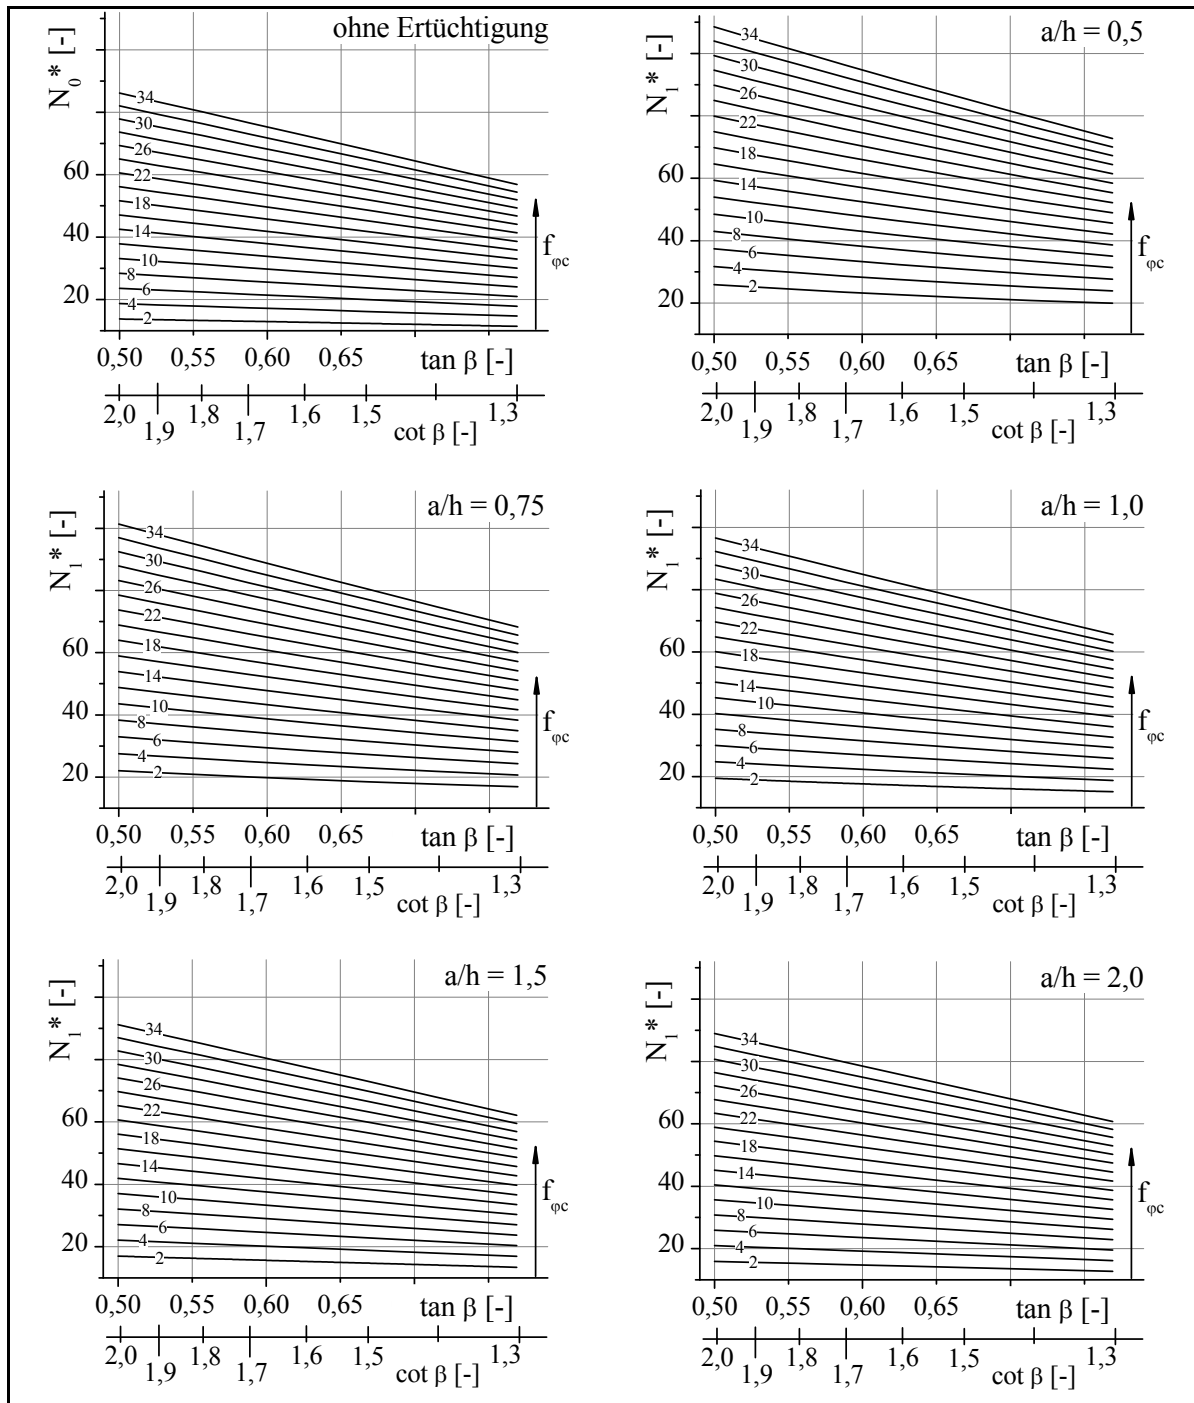 ohne Ertüchtigung
N0* [-]
60
40
20
34
30
26
22
18
14
10
8
6
4
2
fφc
0,50 0,55 0,60 0,65 tan β [-]
2,0 1,9 1,8 1,7 1,6 1,5 1,3
cot β [-]
a/h = 0,5
N1* [-]
60
40
20
34
30
26
22
18
14
10
8
6
4
2
fφc
0,50 0,55 0,60 0,65 tan β [-]
2,0 1,9 1,8 1,7 1,6 1,5 1,3
cot β [-]
a/h = 0,75
N1* [-]
60
40
20
34
30
26
22
18
14
10
8
6
4
2
fφc
0,50 0,55 0,60 0,65 tan β [-]
2,0 1,9 1,8 1,7 1,6 1,5 1,3
cot β [-]
a/h = 1,0
N1* [-]
60
40
20
34
30
26
22
18
14
10
8
6
4
2
fφc
0,50 0,55 0,60 0,65 tan β [-]
2,0 1,9 1,8 1,7 1,6 1,5 1,3
cot β [-]
a/h = 1,5
N1* [-]
60
40
20
34
30
26
22
18
14
10
8
6
4
2
fφc
0,50 0,55 0,60 0,65 tan β [-]
2,0 1,9 1,8 1,7 1,6 1,5 1,3
cot β [-]
a/h = 2,0
N1* [-]
60
40
20
34
30
26
22
18
14
10
8
6
4
2
fφc
0,50 0,55 0,60 0,65 tan β [-]
2,0 1,9 1,8 1,7 1,6 1,5 1,3
cot β [-]